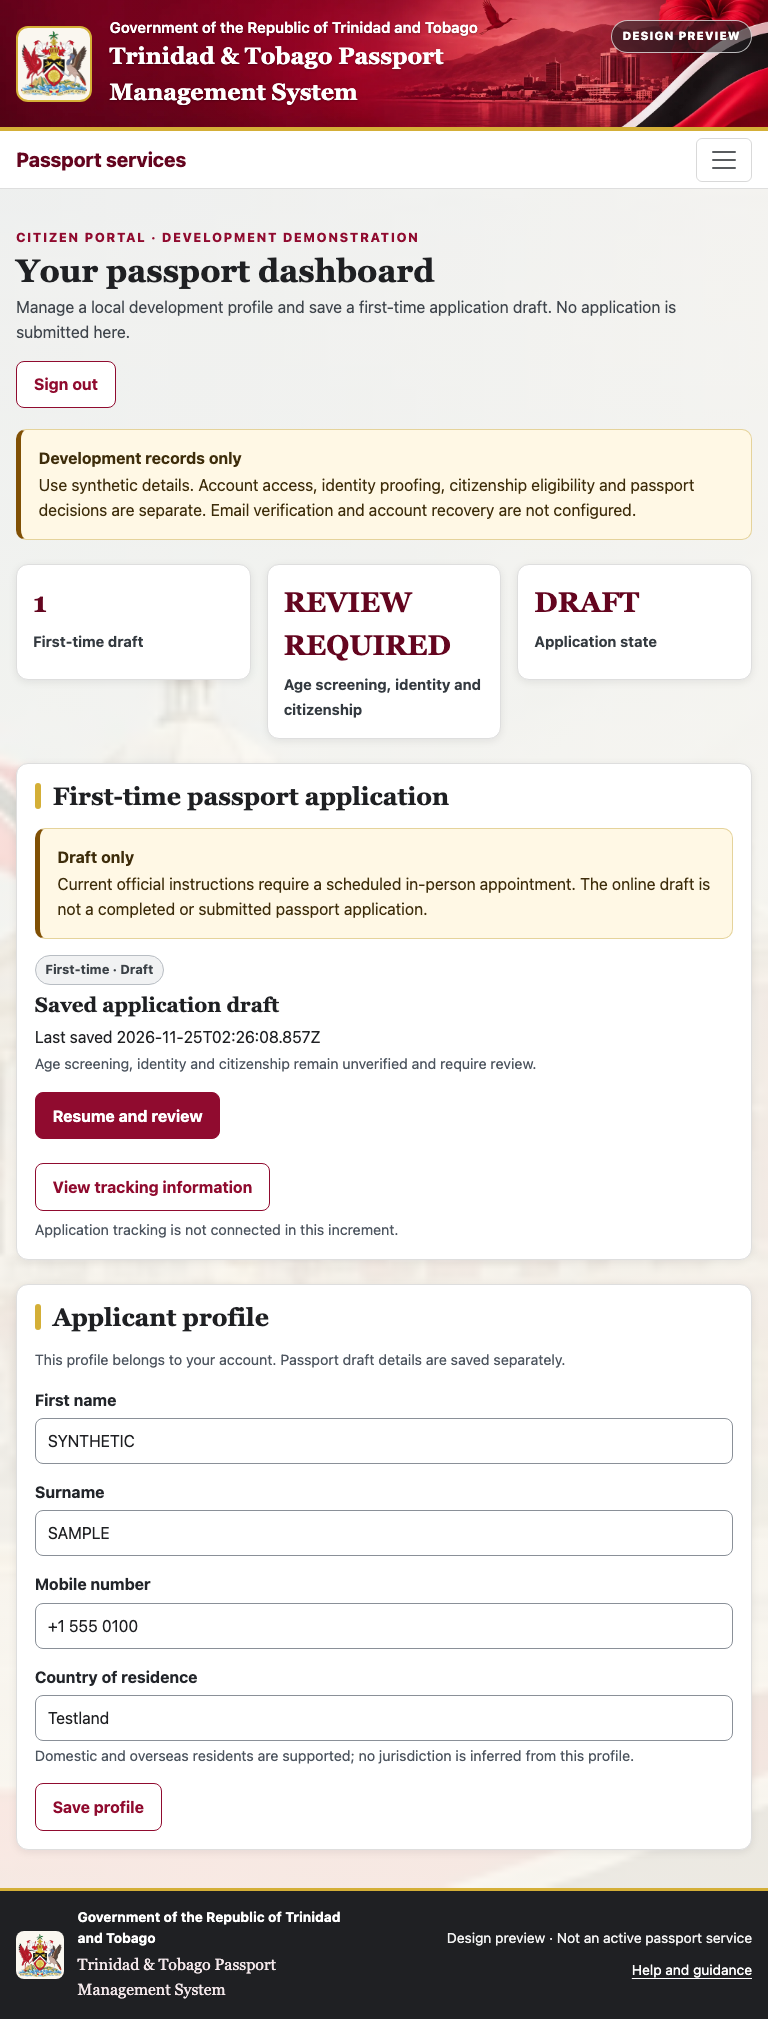 Government of the Republic of Trinidad and Tobago
Trinidad & Tobago Passport
Management System
DESIGN PREVIEW
Passport services
CITIZEN PORTAL · DEVELOPMENT DEMONSTRATION
Your passport dashboard
Manage a local development profile and save a first-time application draft. No application is
submitted here.
Sign out
Development records only
Use synthetic details. Account access, identity proofing, citizenship eligibility and passport
decisions are separate. Email verification and account recovery are not configured.
1
First-time draft
REVIEW
REQUIRED
Age screening, identity and
citizenship
DRAFT
Application state
First-time passport application
Draft only
Current official instructions require a scheduled in-person appointment. The online draft is
not a completed or submitted passport application.
First-time · Draft
Saved application draft
Last saved 2026-11-25T02:26:08.857Z
Age screening, identity and citizenship remain unverified and require review.
Resume and review
View tracking information
Application tracking is not connected in this increment.
Applicant profile
This profile belongs to your account. Passport draft details are saved separately.
First name
SYNTHETIC
Surname
SAMPLE
Mobile number
+1 555 0100
Country of residence
Testland
Domestic and overseas residents are supported; no jurisdiction is inferred from this profile.
Save profile
Government of the Republic of Trinidad
and Tobago
Trinidad & Tobago Passport
Management System
Design preview · Not an active passport service
Help and guidance